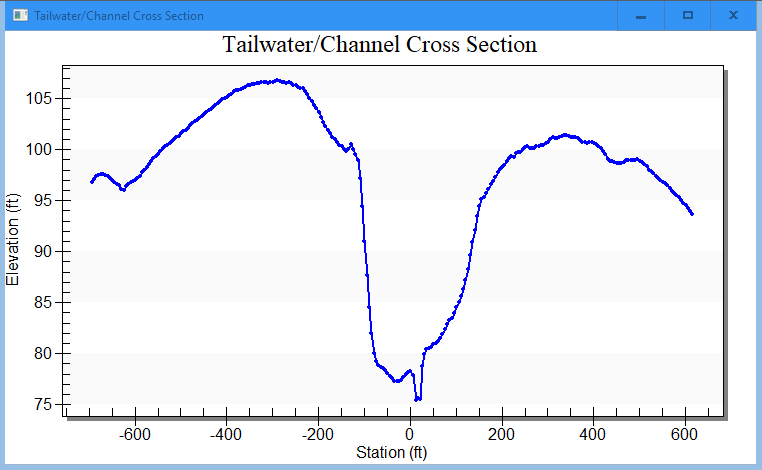 Tailwater/Channel Cross Section
Tailwater/Channel Cross Section
Elevation (ft)
105
100
95
90
85
80
75
-600 -400 -200 0 200 400 600
Station (ft)